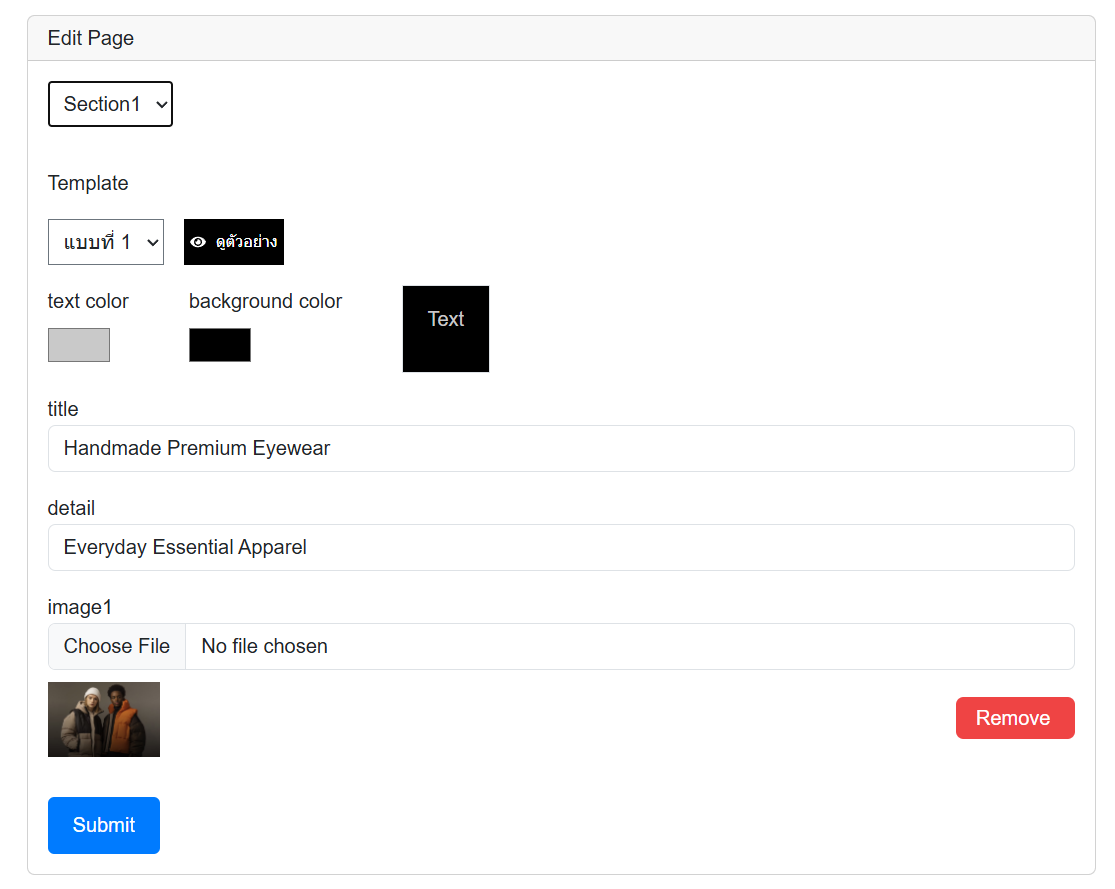 Edit Page
Section1
Template
แบบที่ 1
ดูตัวอย่าง
text color
background color
Text
title
Handmade Premium Eyewear
detail
Everyday Essential Apparel
image1
Choose File
No file chosen
Remove
Submit